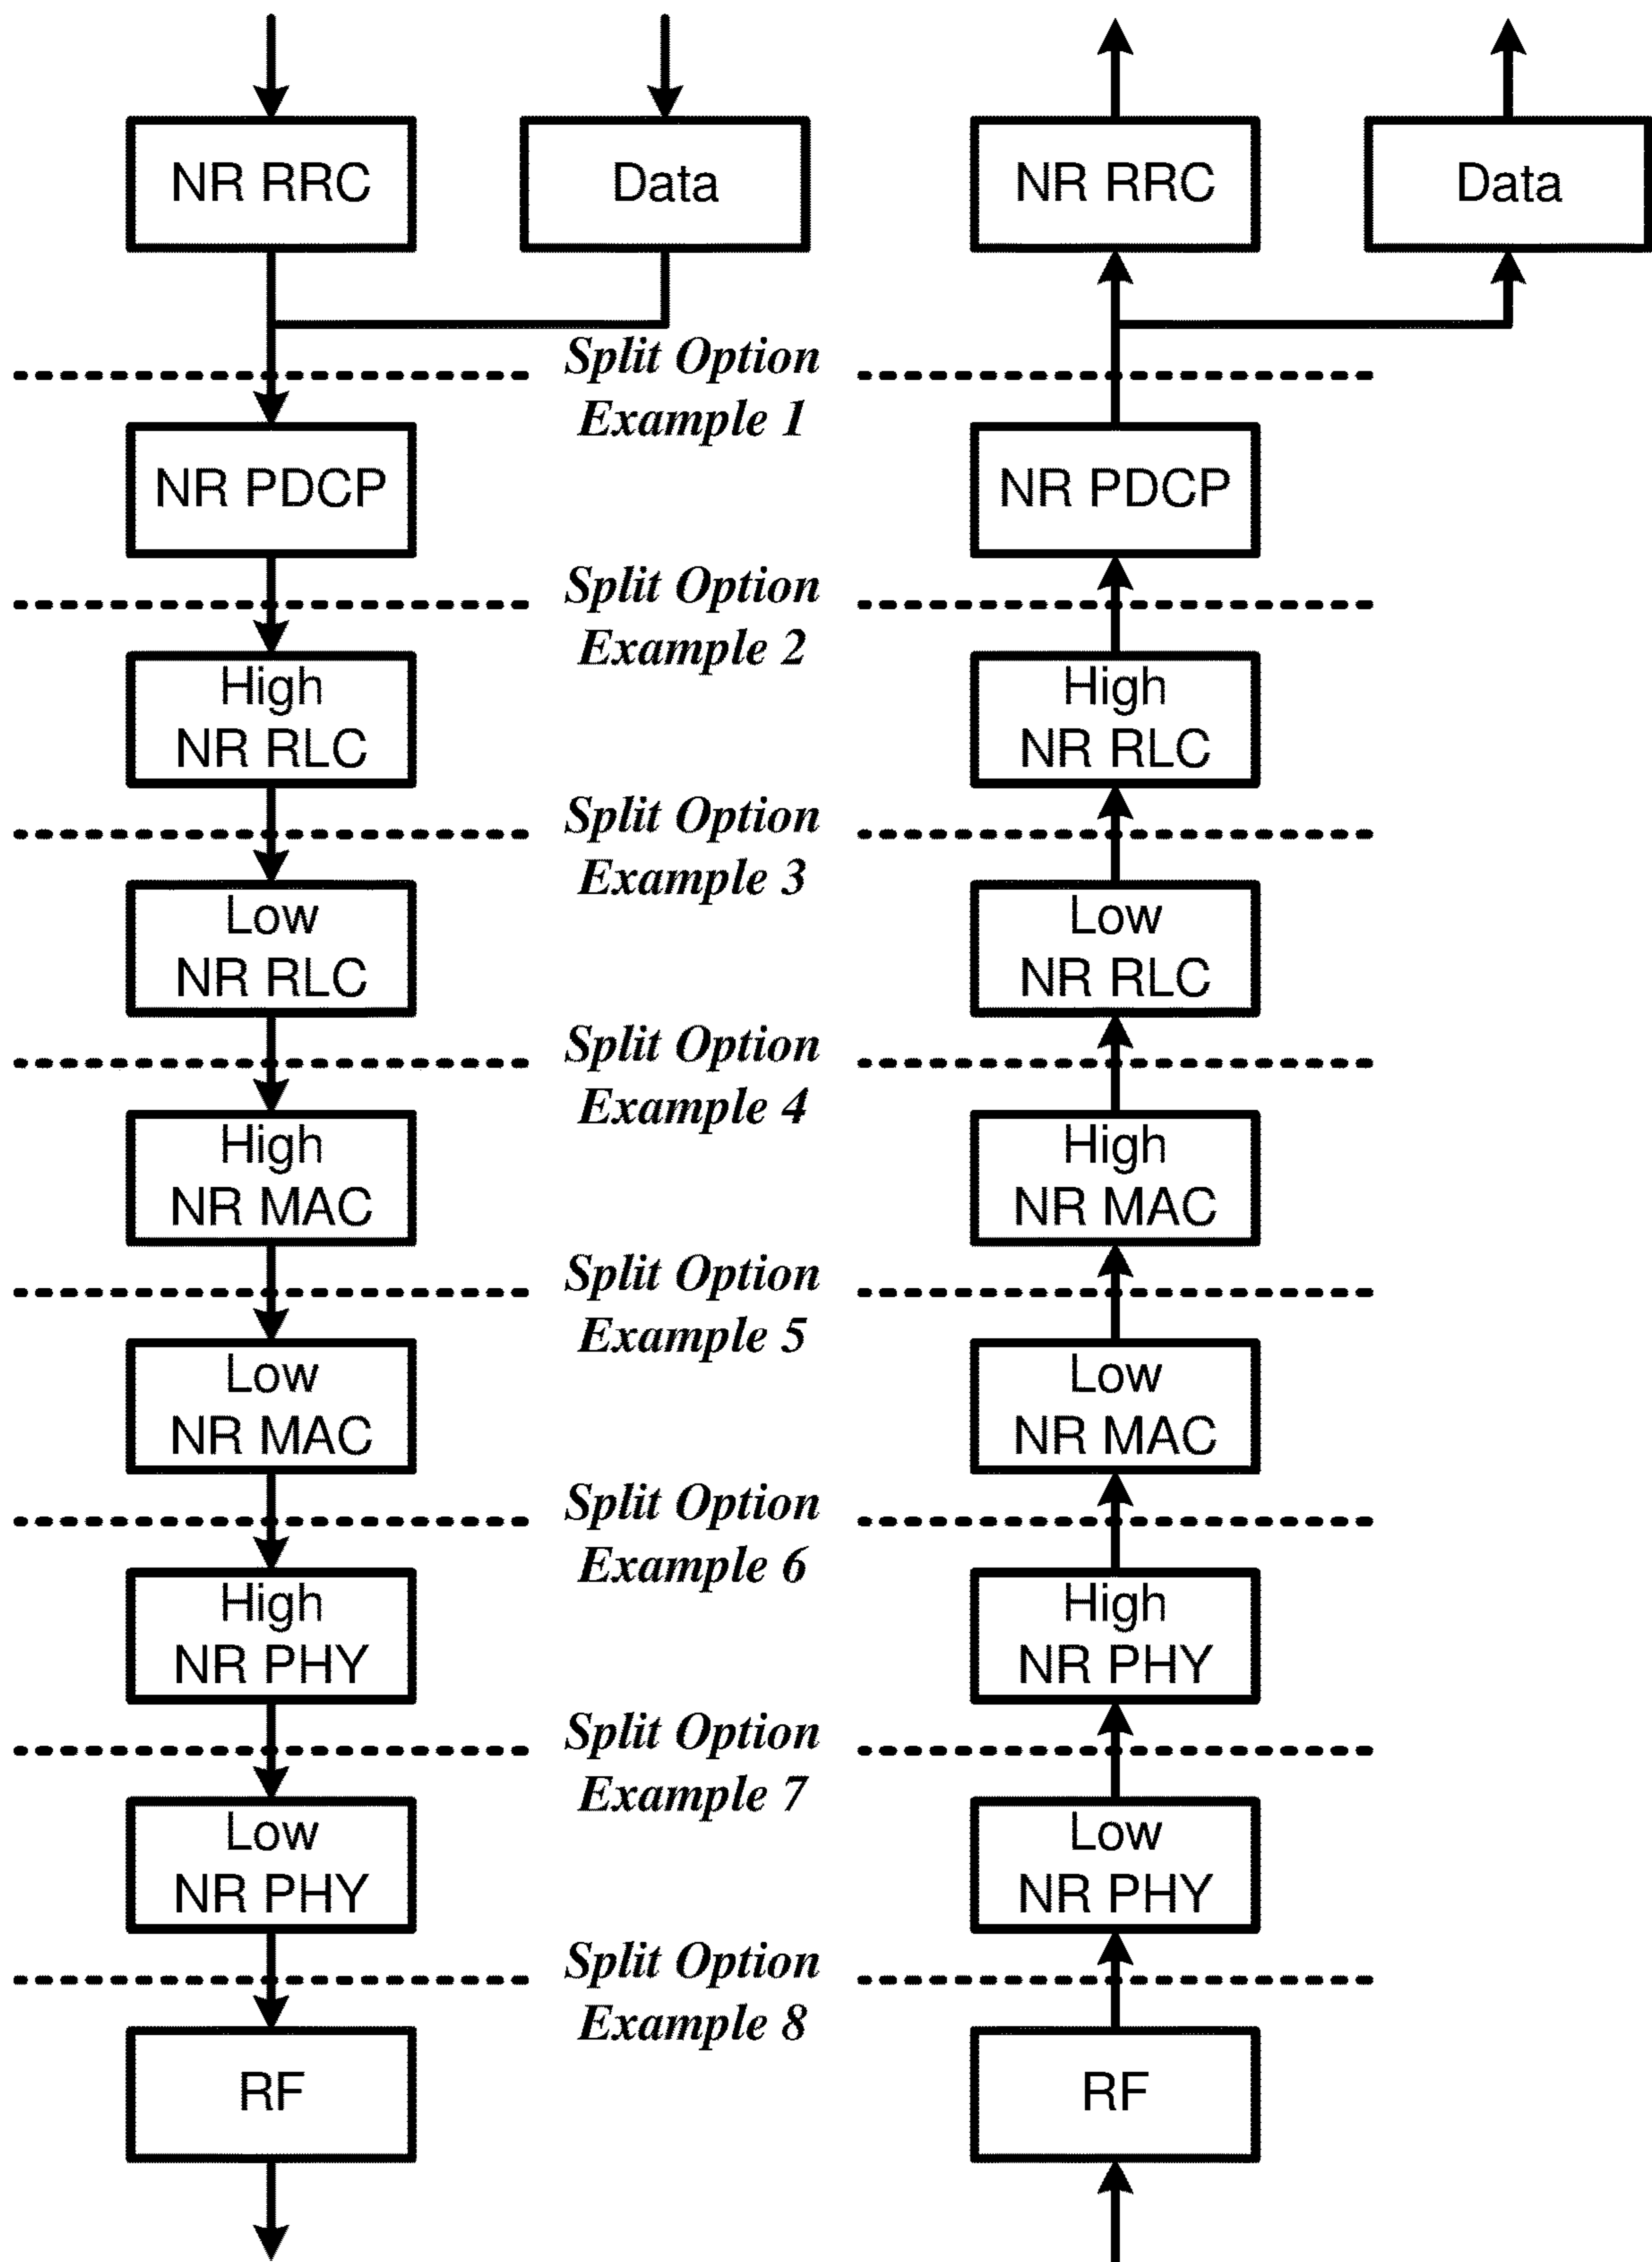 NR RRC
Data
NR RRC
Data
Split Option
Example 1
NR PDCP
NR PDCP
Split Option
Example 2
High
NR RLC
High
NR RLC
Split Option
Example 3
Low
NR RLC
Low
NR RLC
Split Option
Example 4
High
NR MAC
High
NR MAC
Split Option
Example 5
Low
NR MAC
Low
NR MAC
Split Option
Example 6
High
NR PHY
High
NR PHY
Split Option
Example 7
Low
NR PHY
Low
NR PHY
Split Option
Example 8
RF
RF